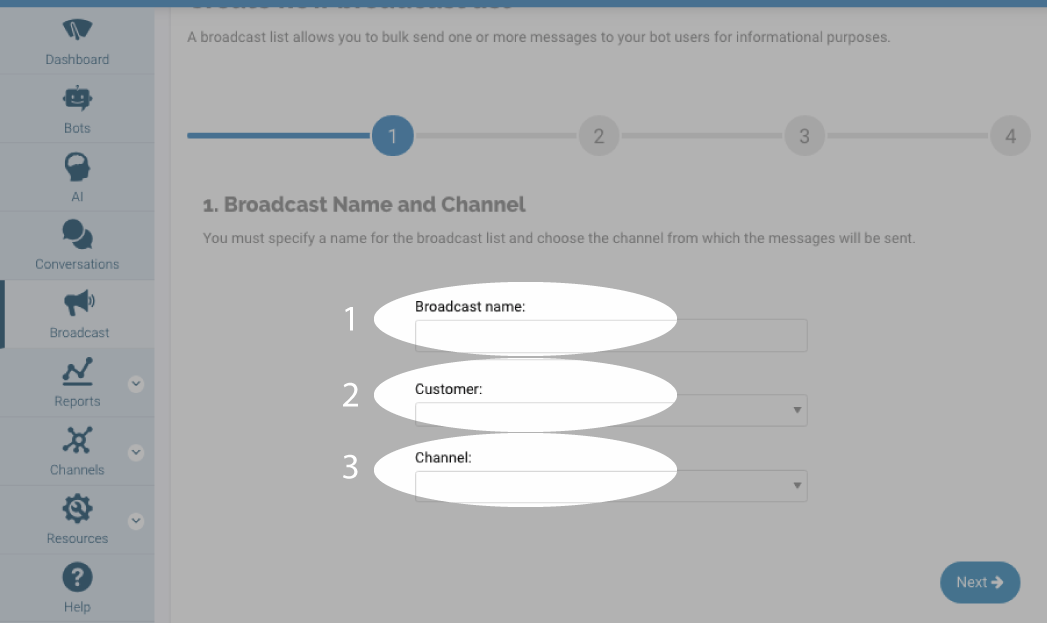 A broadcast list allows you to bulk send one or more messages to your bot users for informational purposes.
Dashboard
Bots
AI
Conversations
Broadcast
Reports
Channels
Resources
Help
1
2
3
4
1. Broadcast Name and Channel
You must specify a name for the broadcast list and choose the channel from which the messages will be sent.
1
Broadcast name:
2
Customer:
3
Channel:
Next